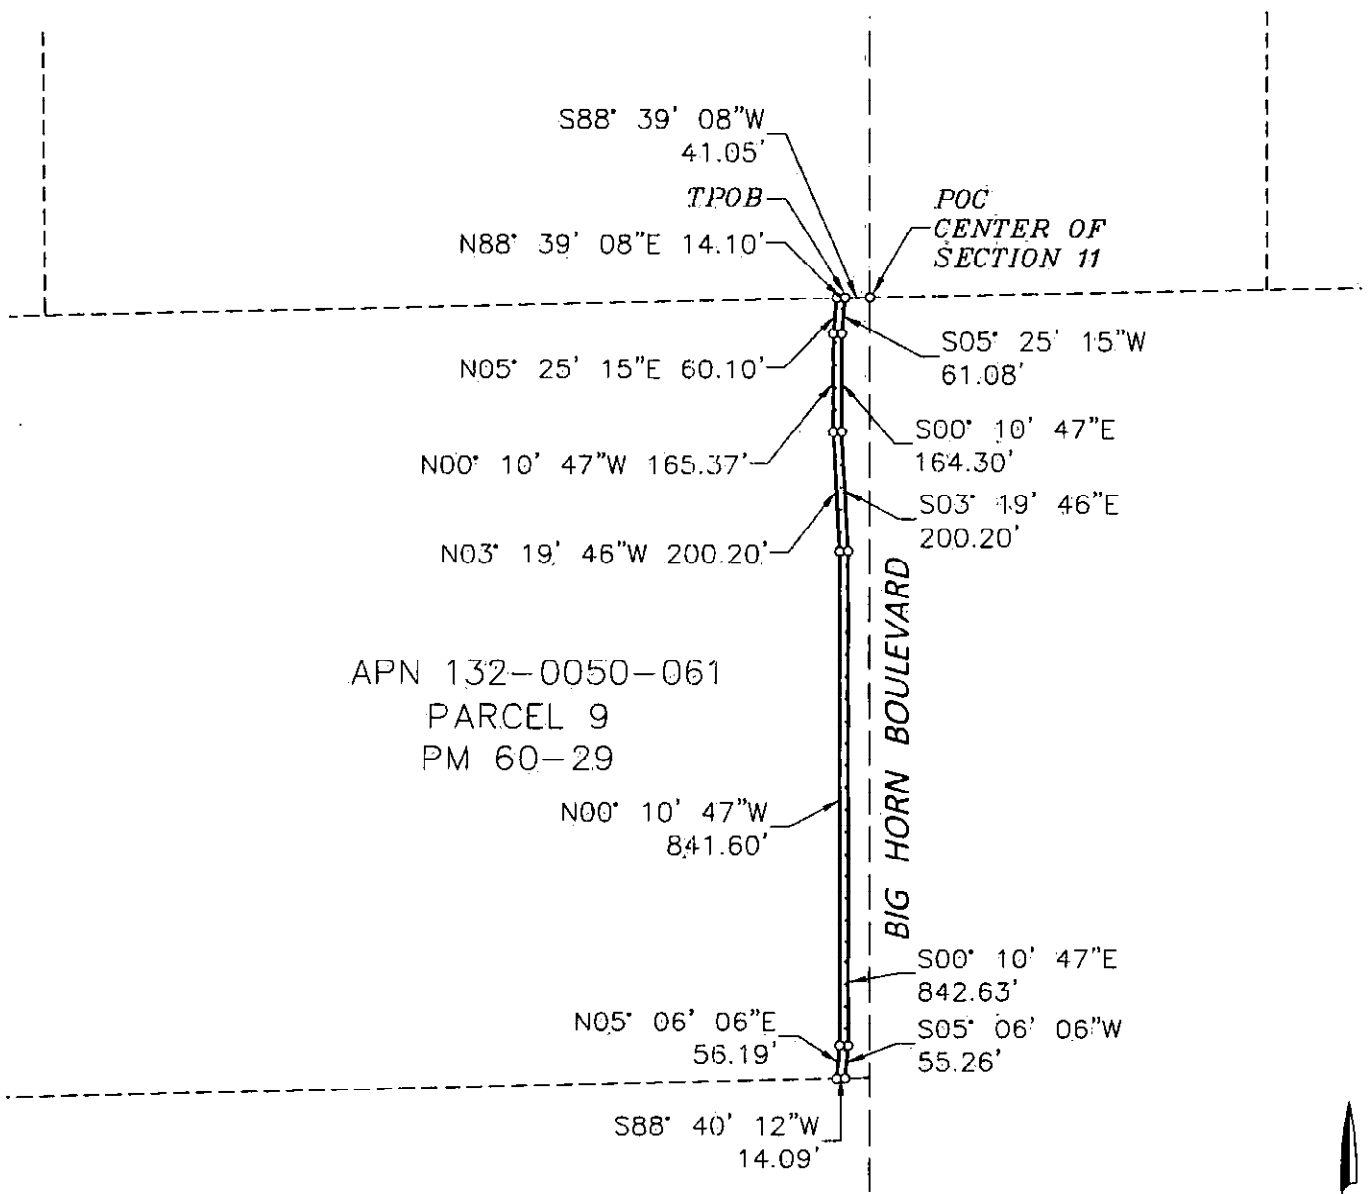 S88° 39' 08"W
41.05'
TPOB
N88° 39' 08"E 14.10'
POC
CENTER OF
SECTION 11
N05° 25' 15"E 60.10'
S05° 25' 15"W
61.08'
N00° 10' 47"W 165.37'
S00° 10' 47"E
164.30'
N03° 19' 46"W 200.20'
S03° 19' 46"E
200.20'
BIG HORN BOULEVARD
APN 132-0050-061
PARCEL 9
PM 60-29
N00° 10' 47"W
841.60'
S00° 10' 47"E
842.63'
N05° 06' 06"E
56.19'
S05° 06' 06"W
55.26'
S88° 40' 12"W
14.09'